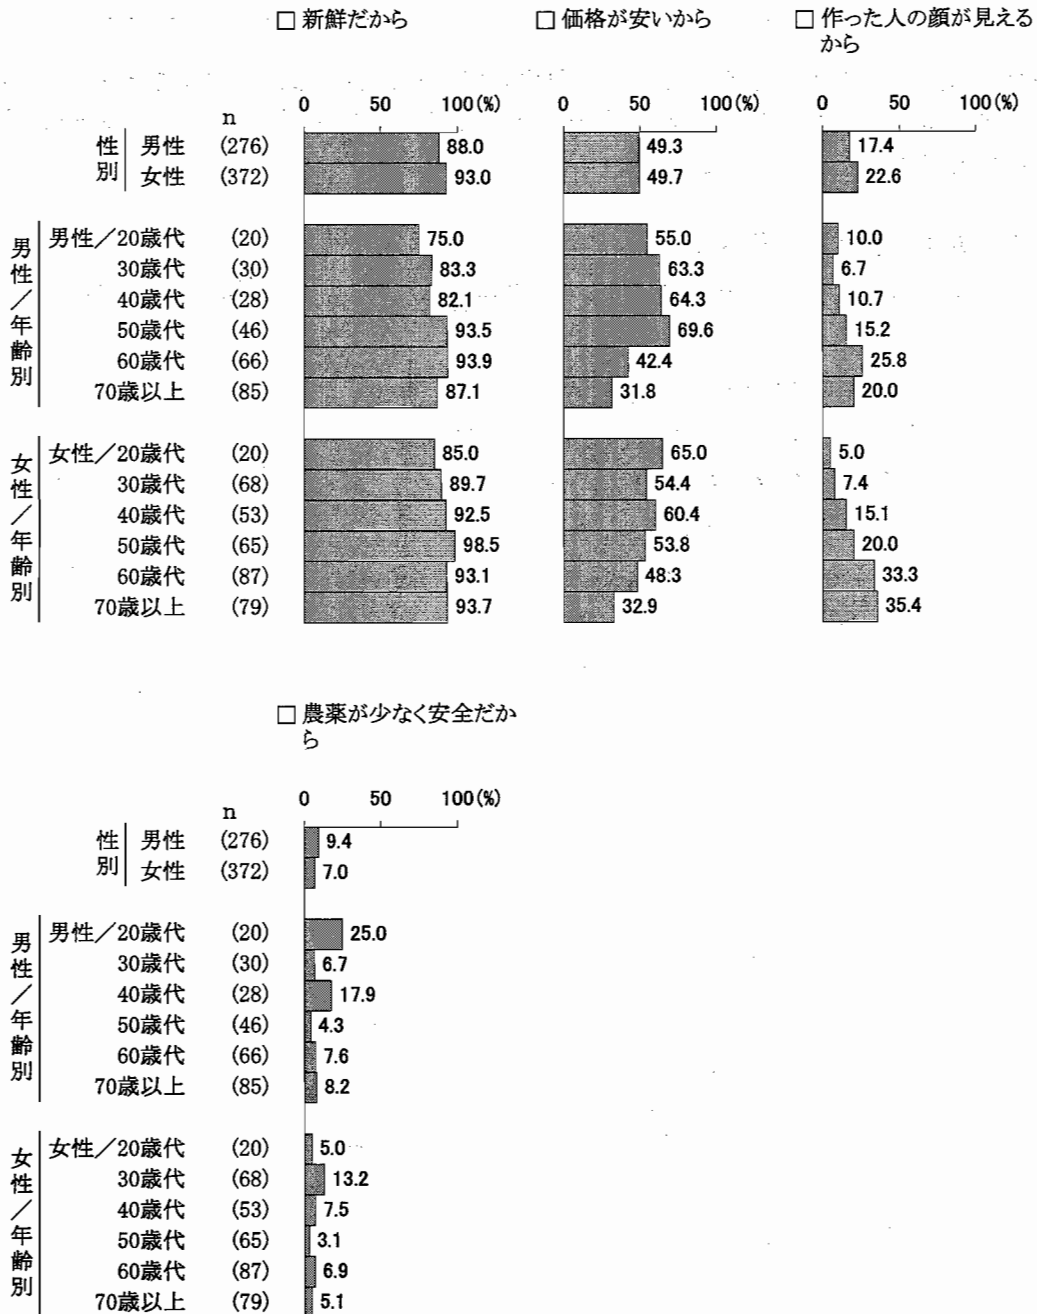 □ 新鮮だから □ 価格が安いから □ 作った人の顔が見える
から
n 0 50 100(%) 0 50 100(%) 0 50 100(%)
性別 男性 (276) 88.0 49.3 17.4
女性 (372) 93.0 49.7 22.6
男性／年齢別 男性／20歳代 (20) 75.0 55.0 10.0
30歳代 (30) 83.3 63.3 6.7
40歳代 (28) 82.1 64.3 10.7
50歳代 (46) 93.5 69.6 15.2
60歳代 (66) 93.9 42.4 25.8
70歳以上 (85) 87.1 31.8 20.0
女性／年齢別 女性／20歳代 (20) 85.0 65.0 5.0
30歳代 (68) 89.7 54.4 7.4
40歳代 (53) 92.5 60.4 15.1
50歳代 (65) 98.5 53.8 20.0
60歳代 (87) 93.1 48.3 33.3
70歳以上 (79) 93.7 32.9 35.4
□ 農薬が少なく安全だか
ら
n 0 50 100(%)
性別 男性 (276) 9.4
女性 (372) 7.0
男性／年齢別 男性／20歳代 (20) 25.0
30歳代 (30) 6.7
40歳代 (28) 17.9
50歳代 (46) 4.3
60歳代 (66) 7.6
70歳以上 (85) 8.2
女性／年齢別 女性／20歳代 (20) 5.0
30歳代 (68) 13.2
40歳代 (53) 7.5
50歳代 (65) 3.1
60歳代 (87) 6.9
70歳以上 (79) 5.1